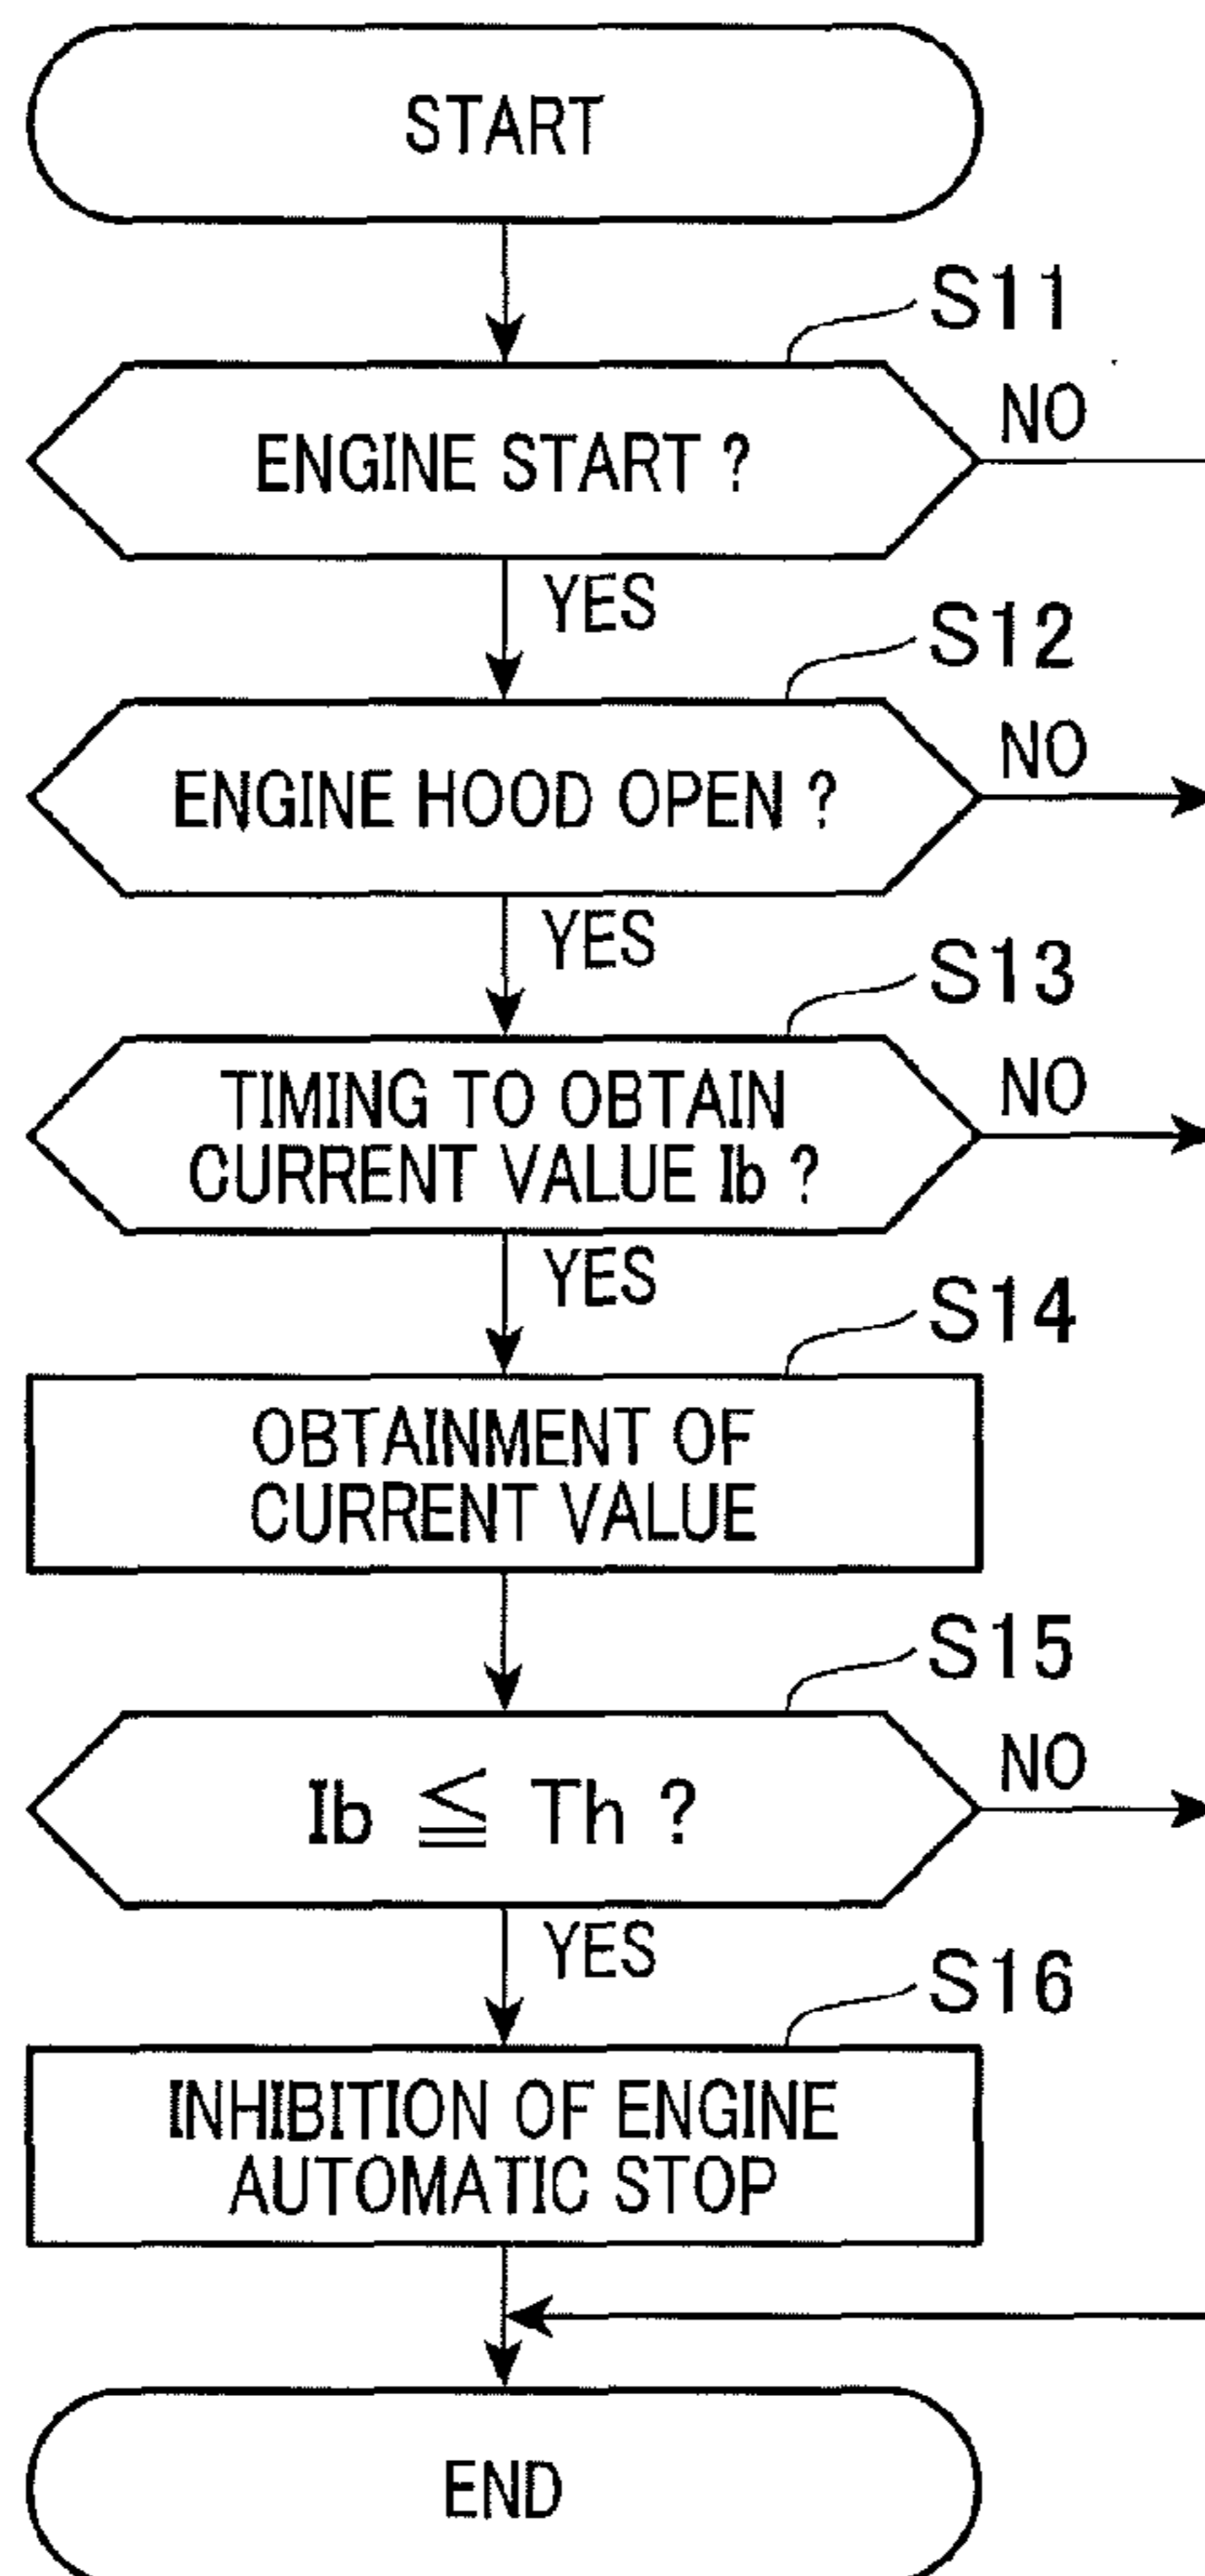 START
S11
ENGINE START ?
NO
YES
S12
ENGINE HOOD OPEN ?
NO
YES
S13
TIMING TO OBTAIN
CURRENT VALUE Ib ?
NO
YES
S14
OBTAINMENT OF
CURRENT VALUE
S15
Ib ≦ Th ?
NO
YES
S16
INHIBITION OF ENGINE
AUTOMATIC STOP
END